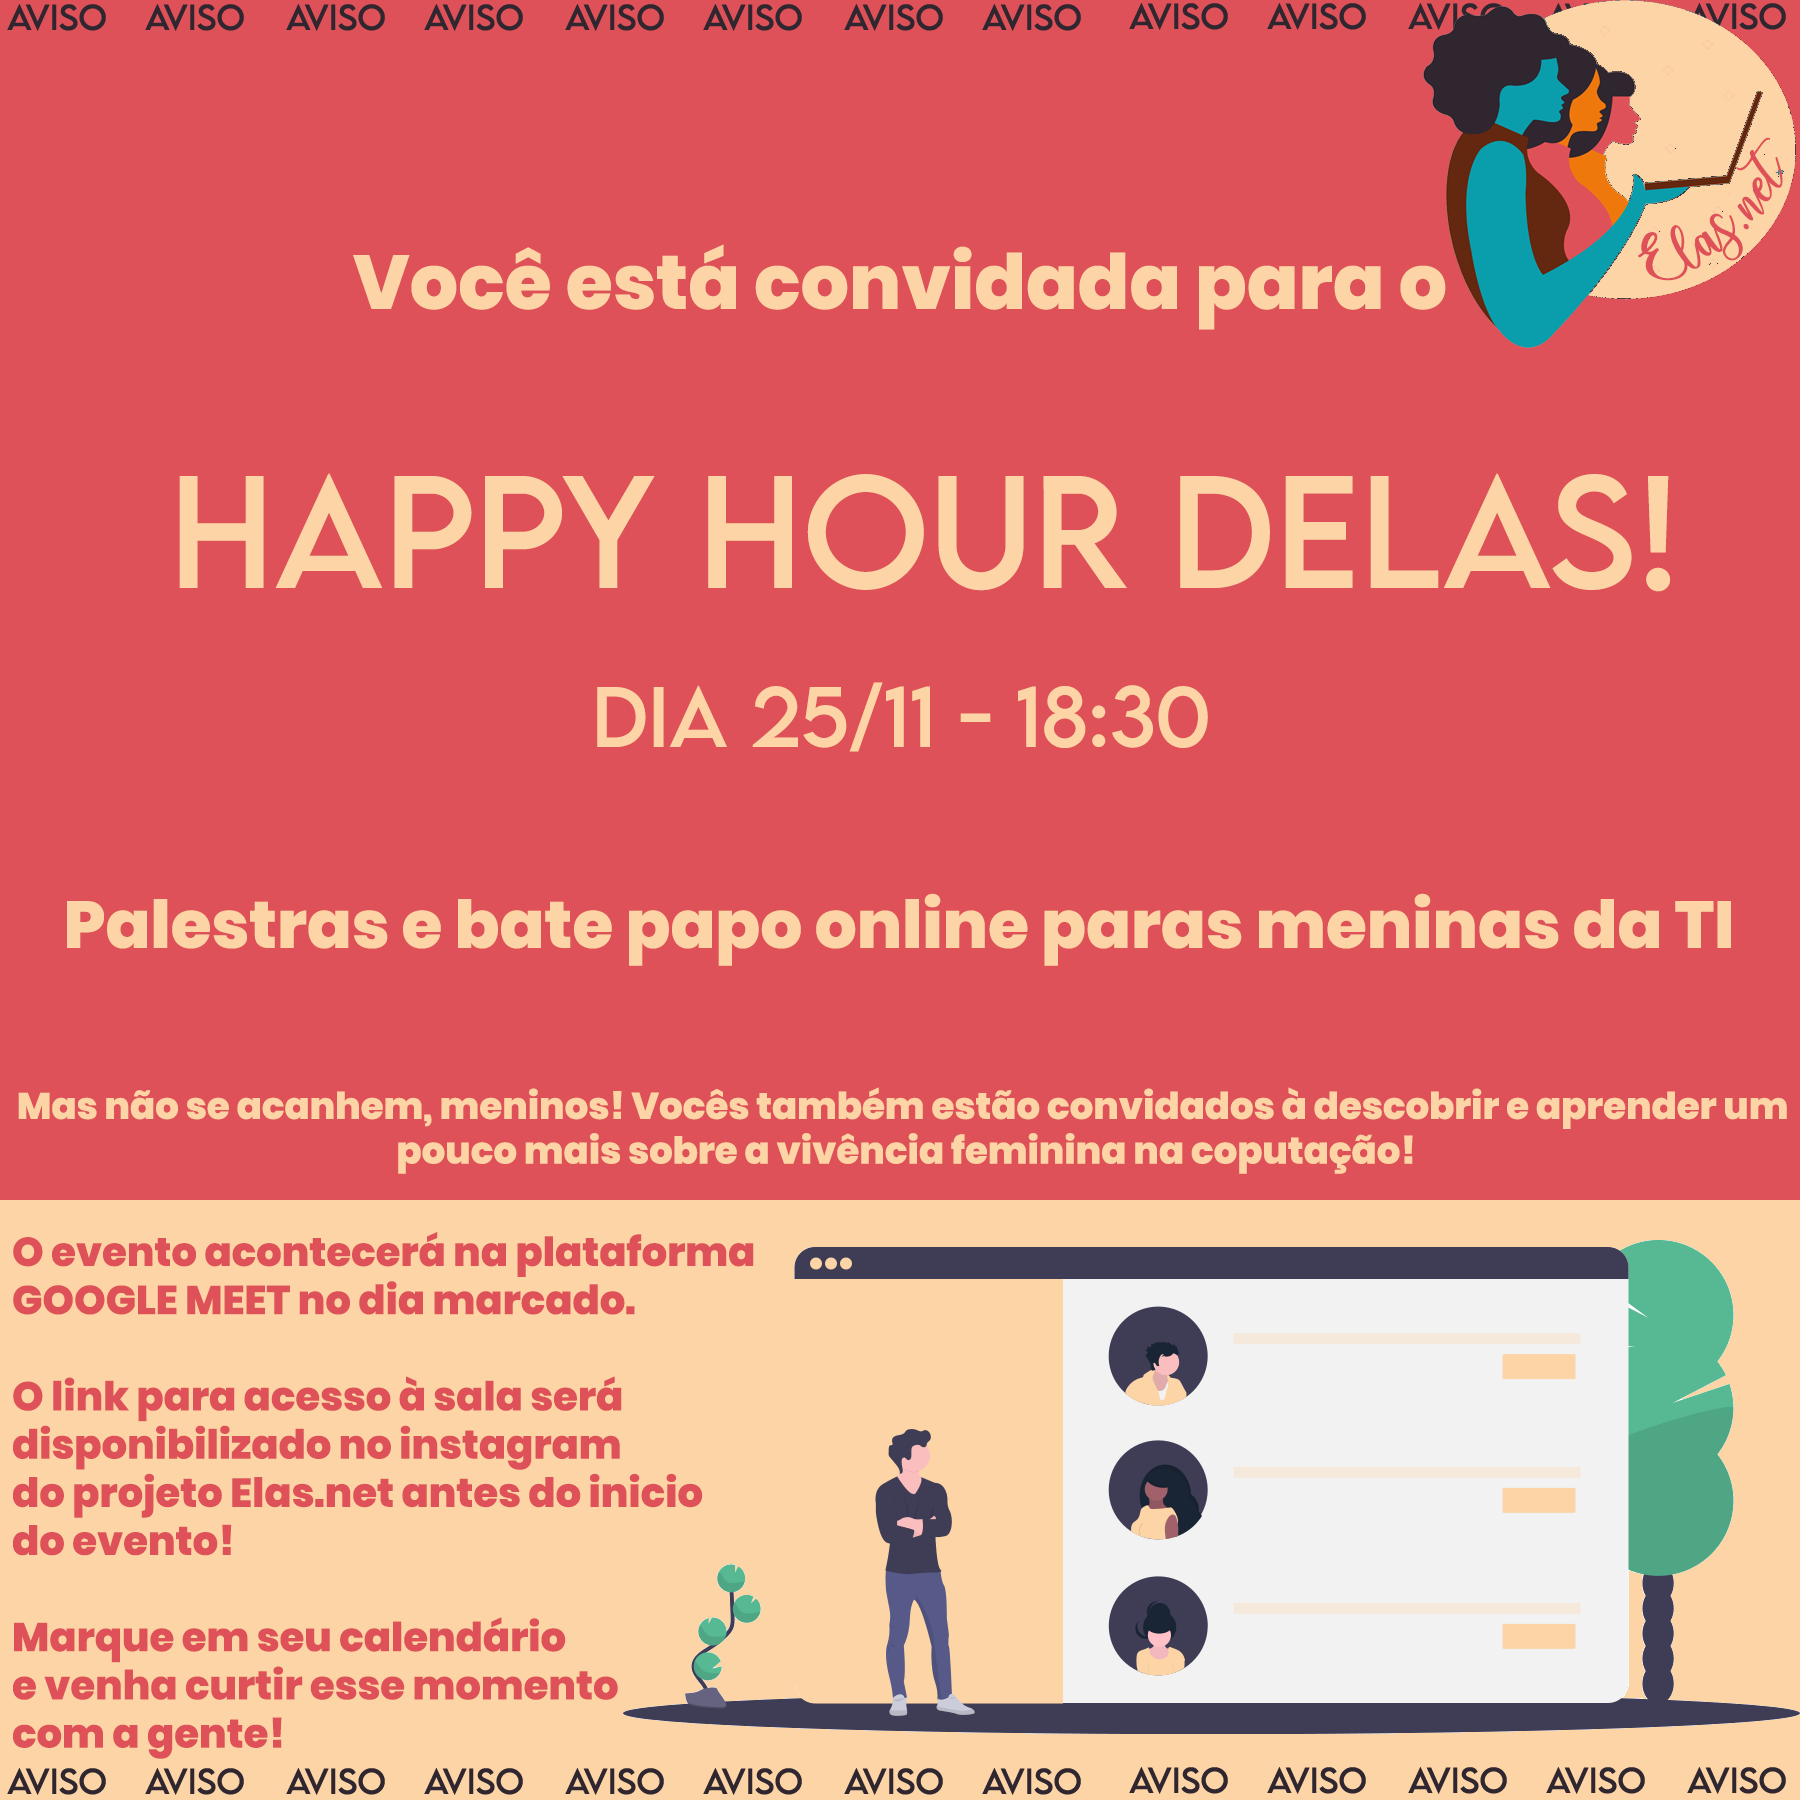 AVISO AVISO AVISO AVISO AVISO AVISO AVISO AVISO AVISO AVISO AVISO AVISO
Elas.net
Você está convidada para o
HAPPY HOUR DELAS!
DIA 25/11 - 18:30
Palestras e bate papo online paras meninas da TI
Mas não se acanhem, meninos! Vocês também estão convidados à descobrir e aprender um
pouco mais sobre a vivência feminina na coputação!
O evento acontecerá na plataforma
GOOGLE MEET no dia marcado.
O link para acesso à sala será
disponibilizado no instagram
do projeto Elas.net antes do inicio
do evento!
Marque em seu calendário
e venha curtir esse momento
com a gente!
AVISO AVISO AVISO AVISO AVISO AVISO AVISO AVISO AVISO AVISO AVISO AVISO AVISO